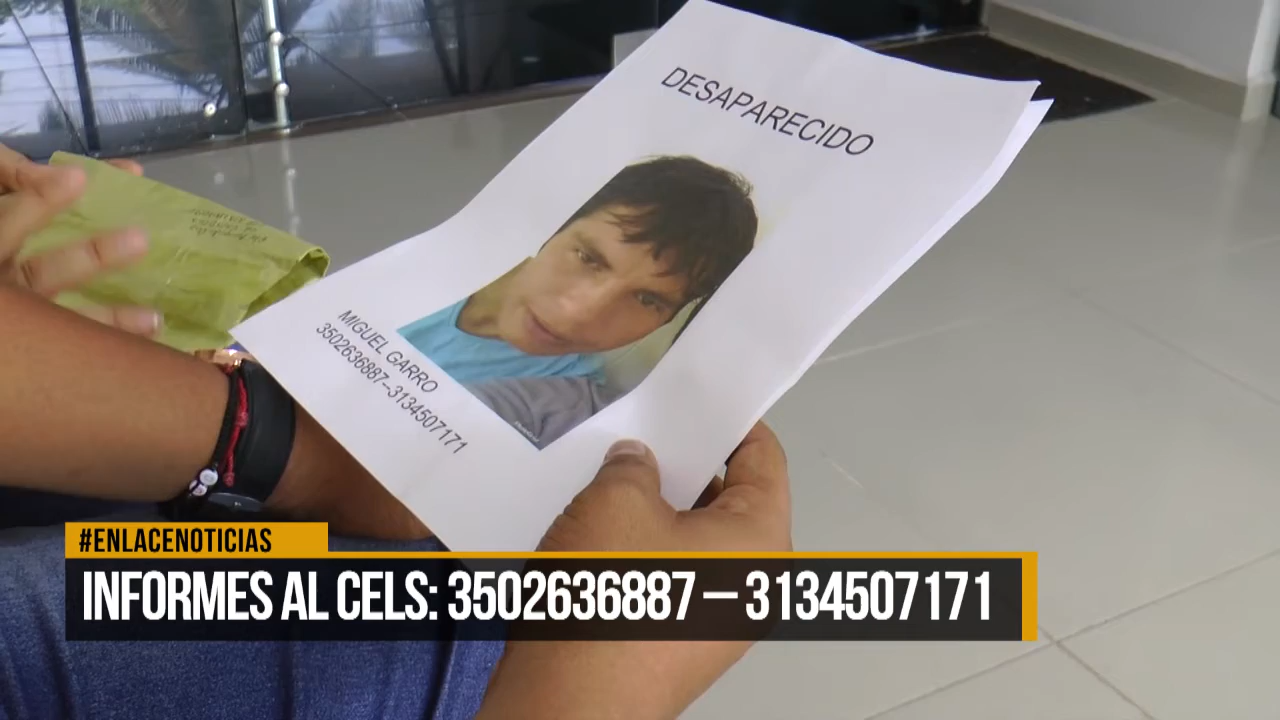 DESAPARECIDO
MIGUEL GARRO
3502636887-3134507171
#ENLACENOTICIAS
INFORMES AL CELS: 3502636887 – 3134507171